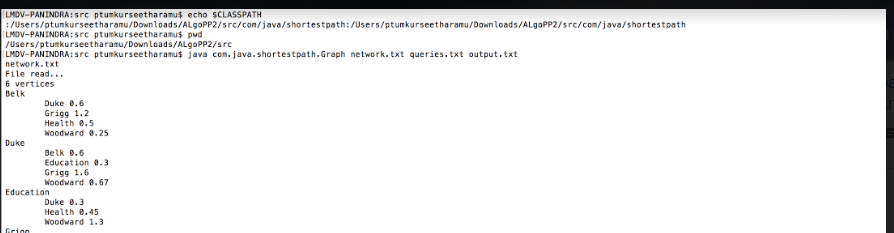 LMDV-PANINDRA:src ptumkurseetharamu$ echo $CLASSPATH
:/Users/ptumkurseetharamu/Downloads/ALgoPP2/src/com/java/shortestpath:/Users/ptumkurseetharamu/Downloads/ALgoPP2/src/com/java/shortestpath
LMDV-PANINDRA:src ptumkurseetharamu$ pwd
/Users/ptumkurseetharamu/Downloads/ALgoPP2/src
LMDV-PANINDRA:src ptumkurseetharamu$ java com.java.shortestpath.Graph network.txt queries.txt output.txt
network.txt
File read...
6 vertices
Belk
Duke 0.6
Grigg 1.2
Health 0.5
Woodward 0.25
Duke
Belk 0.6
Education 0.3
Grigg 1.6
Woodward 0.67
Education
Duke 0.3
Health 0.45
Woodward 1.3
Grigg